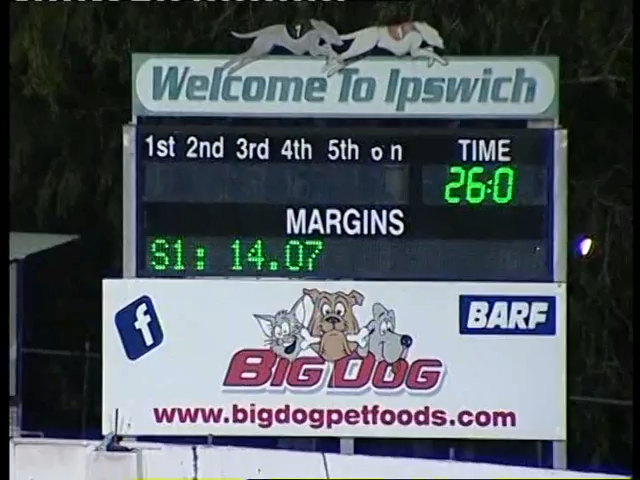 Welcome To Ipswich
1st 2nd 3rd 4th 5th on TIME
26:0
MARGINS
S1: 14.07
f
BARF
BIG DOG
www.bigdogpetfoods.com